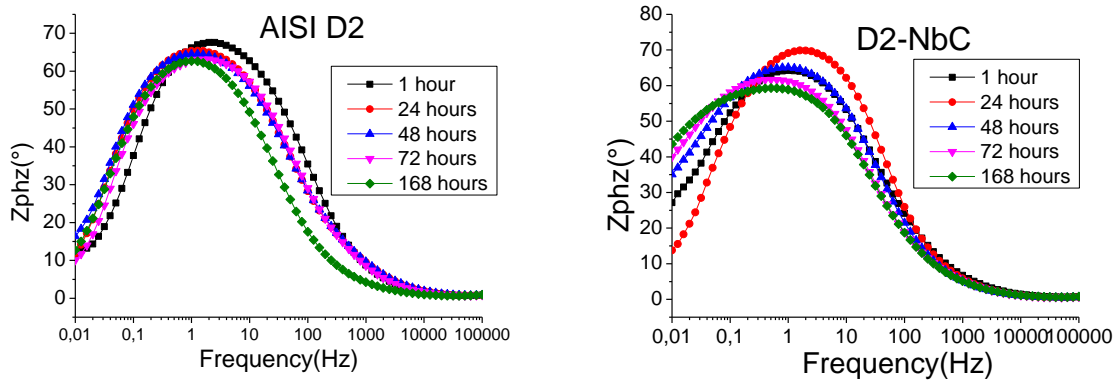 AISI D2
Zphz(°)
70
60
50
40
30
20
10
0
1 hour
24 hours
48 hours
72 hours
168 hours
0,01 0,1 1 10 100 1000 10000 100000
Frequency(Hz)
D2-NbC
Zphz(°)
80
70
60
50
40
30
20
10
0
1 hour
24 hours
48 hours
72 hours
168 hours
0,01 0,1 1 10 100 1000 10000 100000
Frequency(Hz)